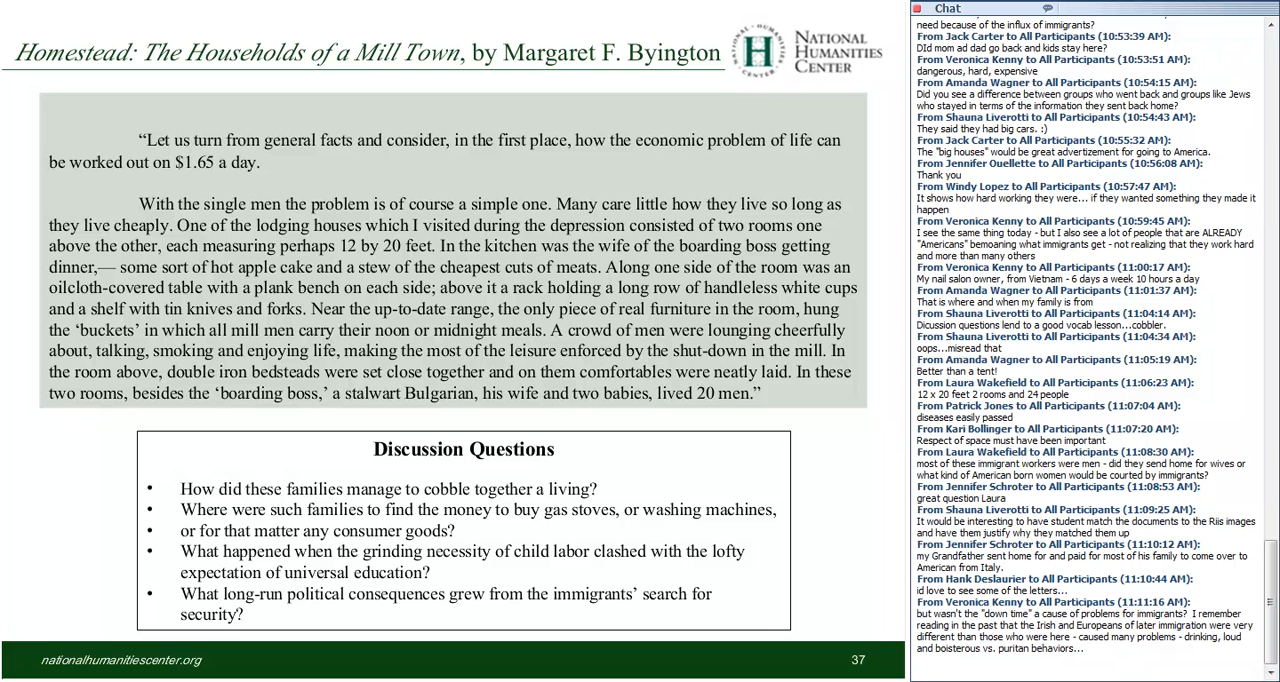 Homestead: The Households of a Mill Town, by Margaret F. Byington
NATIONAL HUMANITIES CENTER
H
NATIONAL
HUMANITIES
CENTER
“Let us turn from general facts and consider, in the first place, how the economic problem of life can
be worked out on $1.65 a day.
With the single men the problem is of course a simple one. Many care little how they live so long as
they live cheaply. One of the lodging houses which I visited during the depression consisted of two rooms one
above the other, each measuring perhaps 12 by 20 feet. In the kitchen was the wife of the boarding boss getting
dinner,— some sort of hot apple cake and a stew of the cheapest cuts of meats. Along one side of the room was an
oilcloth-covered table with a plank bench on each side; above it a rack holding a long row of handleless white cups
and a shelf with tin knives and forks. Near the up-to-date range, the only piece of real furniture in the room, hung
the ‘buckets’ in which all mill men carry their noon or midnight meals. A crowd of men were lounging cheerfully
about, talking, smoking and enjoying life, making the most of the leisure enforced by the shut-down in the mill. In
the room above, double iron bedsteads were set close together and on them comfortables were neatly laid. In these
two rooms, besides the ‘boarding boss,’ a stalwart Bulgarian, his wife and two babies, lived 20 men.”
Discussion Questions
• How did these families manage to cobble together a living?
• Where were such families to find the money to buy gas stoves, or washing machines,
• or for that matter any consumer goods?
• What happened when the grinding necessity of child labor clashed with the lofty
expectation of universal education?
• What long-run political consequences grew from the immigrants’ search for
security?
nationalhumanitiescenter.org
37
Chat
need because of the influx of immigrants?
From Jack Carter to All Participants (10:53:39 AM):
DId mom ad dad go back and kids stay here?
From Veronica Kenny to All Participants (10:53:51 AM):
dangerous, hard, expensive
From Amanda Wagner to All Participants (10:54:15 AM):
Did you see a difference between groups who went back and groups like Jews
who stayed in terms of the information they sent back home?
From Shauna Liverotti to All Participants (10:54:43 AM):
They said they had big cars. :)
From Jack Carter to All Participants (10:55:32 AM):
The "big houses" would be great advertizement for going to America.
From Jennifer Ouellette to All Participants (10:56:08 AM):
Thank you
From Windy Lopez to All Participants (10:57:47 AM):
It shows how hard working they were... if they wanted something they made it
happen
From Veronica Kenny to All Participants (10:59:45 AM):
I see the same thing today - but I also see a lot of people that are ALREADY
"Americans" bemoaning what immigrants get - not realizing that they work hard
and more than many others
From Veronica Kenny to All Participants (11:00:17 AM):
My nail salon owner, from Vietnam - 6 days a week 10 hours a day
From Amanda Wagner to All Participants (11:01:37 AM):
That is where and when my family is from
From Shauna Liverotti to All Participants (11:04:14 AM):
Dicussion questions lend to a good vocab lesson...cobbler.
From Shauna Liverotti to All Participants (11:04:34 AM):
oops...misread that
From Amanda Wagner to All Participants (11:05:19 AM):
Better than a tent!
From Laura Wakefield to All Participants (11:06:23 AM):
12 x 20 feet 2 rooms and 24 people
From Patrick Jones to All Participants (11:07:04 AM):
diseases easily passed
From Kari Bollinger to All Participants (11:07:20 AM):
Respect of space must have been important
From Laura Wakefield to All Participants (11:08:30 AM):
most of these immigrant workers were men - did they send home for wives or
what kind of American born women would be courted by immigrants?
From Jennifer Schroter to All Participants (11:08:53 AM):
great question Laura
From Shauna Liverotti to All Participants (11:09:25 AM):
It would be interesting to have student match the documents to the Riis images
and have them justify why they matched them up
From Jennifer Schroter to All Participants (11:10:12 AM):
my Grandfather sent home for and paid for most of his family to come over to
American from Italy.
From Hank Deslaurier to All Participants (11:10:44 AM):
id love to see some of the letters...
From Veronica Kenny to All Participants (11:11:16 AM):
but wasn't the "down time" a cause of problems for immigrants? I remember
reading in the past that the Irish and Europeans of later immigration were very
different than those who were here - caused many problems - drinking, loud
and boisterous vs. puritan behaviors...